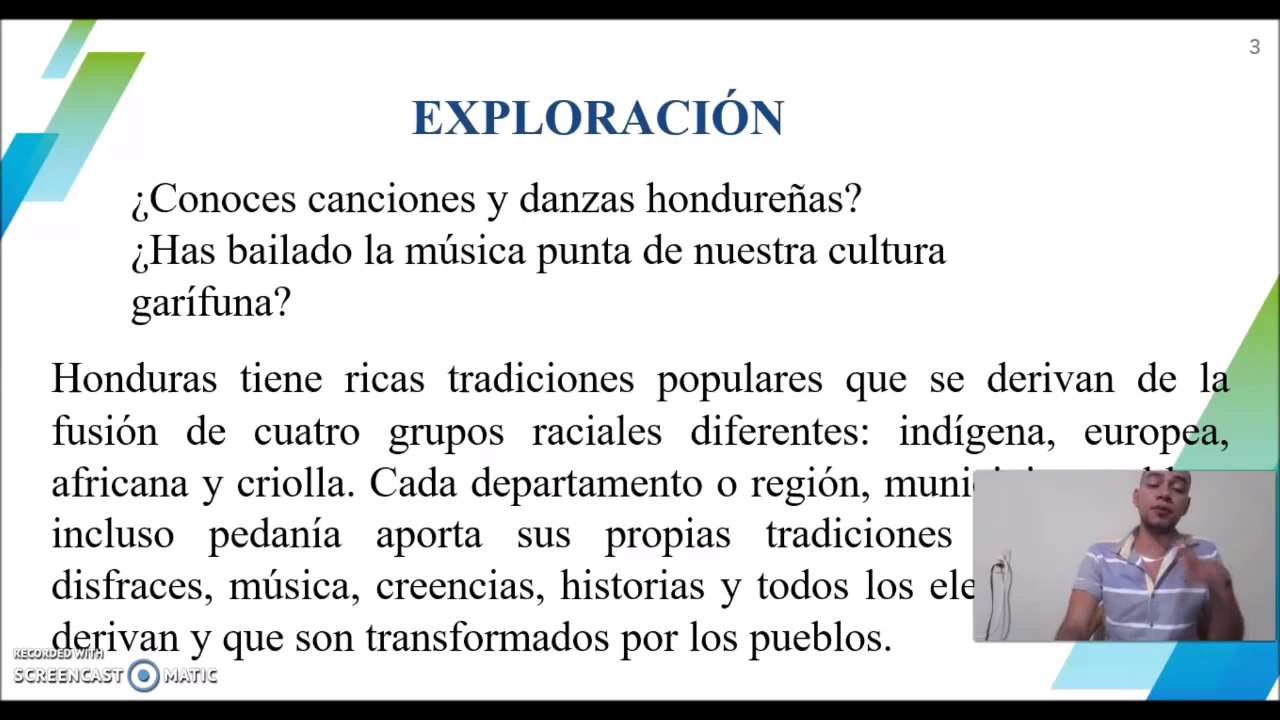 3
EXPLORACIÓN
¿Conoces canciones y danzas hondureñas?
¿Has bailado la música punta de nuestra cultura
garífuna?
Honduras tiene ricas tradiciones populares que se derivan de la
fusión de cuatro grupos raciales diferentes: indígena, europea,
africana y criolla. Cada departamento o región,
incluso pedanía aporta sus propias tradiciones
disfraces, música, creencias, historias y todos los
derivan y que son transformados por los pueblos.
RECORDED WITH
SCREENCAST MATIC